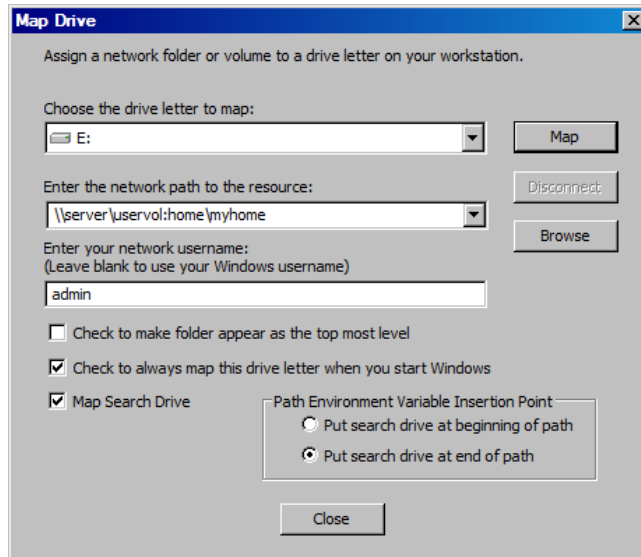 Map Drive
Assign a network folder or volume to a drive letter on your workstation.
Choose the drive letter to map:
E:
Map
Enter the network path to the resource:
Disconnect
\\server\uservol:home\myhome
Browse
Enter your network username:
(Leave blank to use your Windows username)
admin
Check to make folder appear as the top most level
Check to always map this drive letter when you start Windows
Map Search Drive
Path Environment Variable Insertion Point
Put search drive at beginning of path
Put search drive at end of path
Close